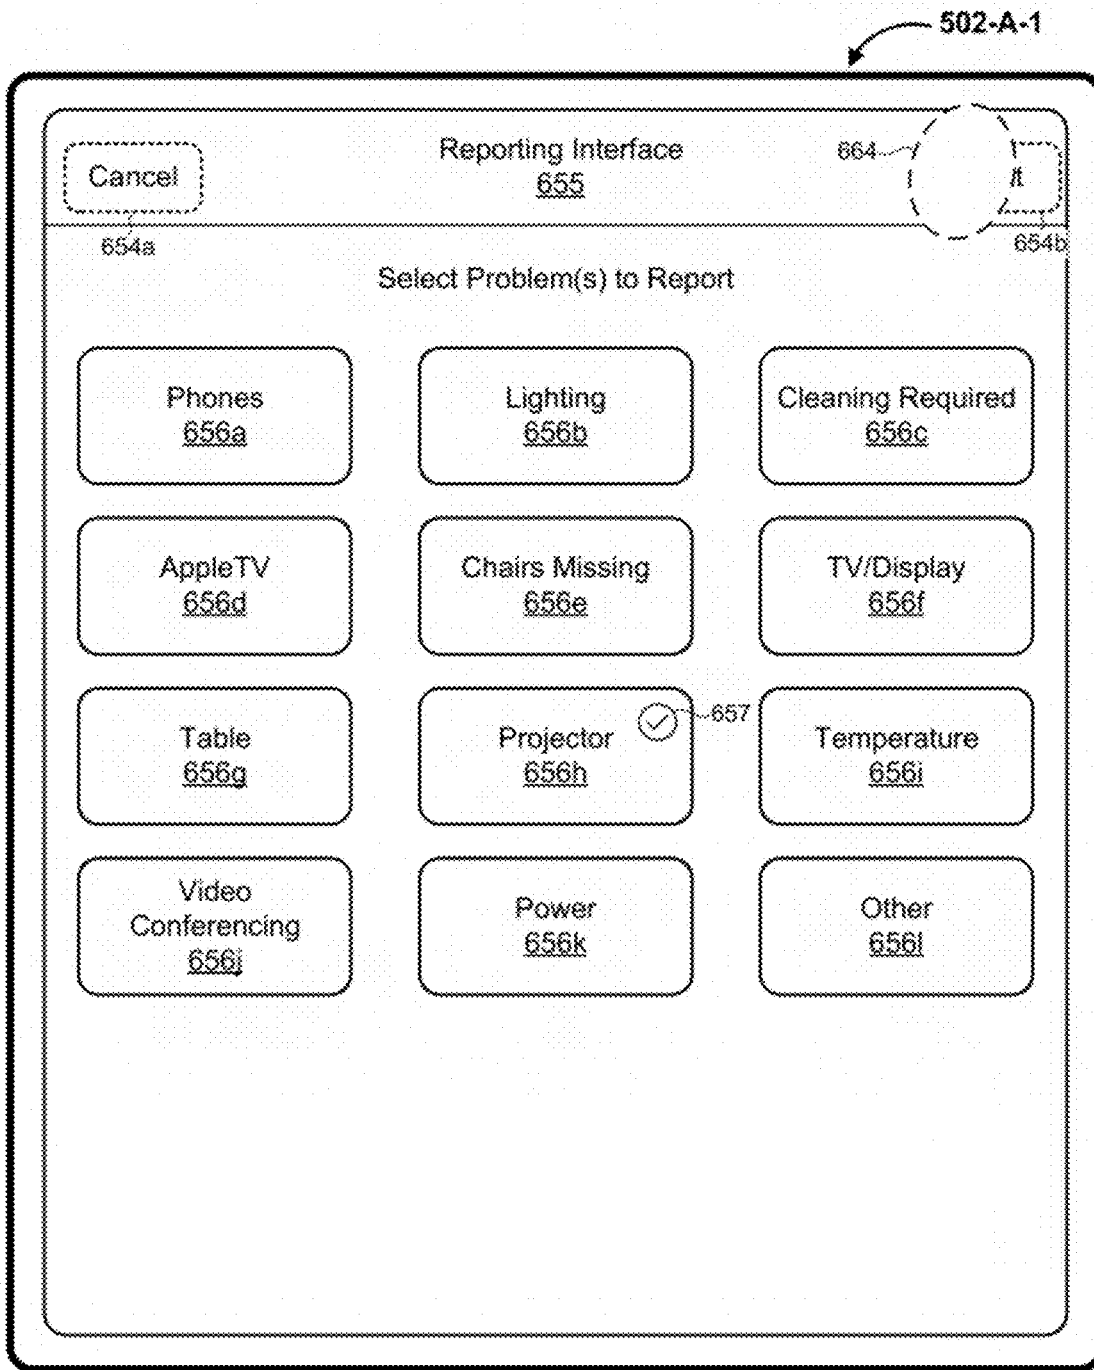 502-A-1
Reporting Interface
655
Cancel
664
654a
654b
Select Problem(s) to Report
Phones
656a
Lighting
656b
Cleaning Required
656c
AppleTV
656d
Chairs Missing
656e
TV/Display
656f
Table
656g
Projector
656h
657
Temperature
656i
Video
Conferencing
656j
Power
656k
Other
656l